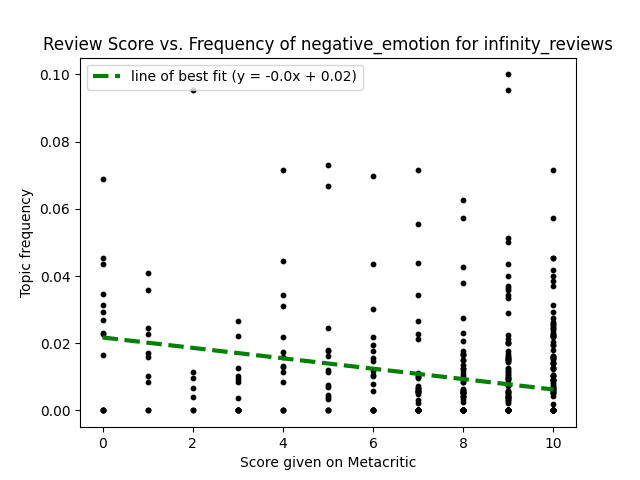 Review Score vs. Frequency of negative_emotion for infinity_reviews
line of best fit (y = -0.0x + 0.02)
0.10
0.08
0.06
0.04
0.02
0.00
Topic frequency
0 2 4 6 8 10
Score given on Metacritic